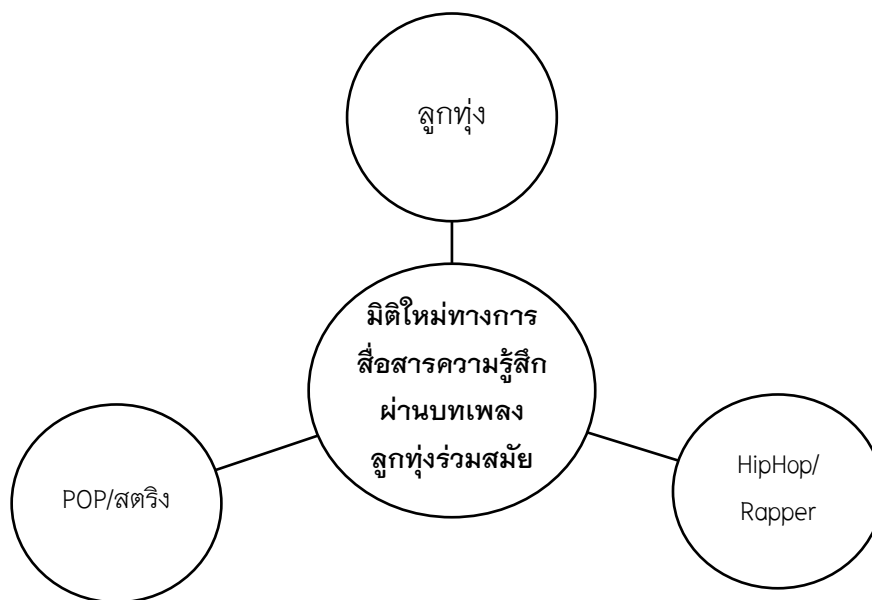 ลูกทุ่ง
มิติใหม่ทางการ
สื่อสารความรู้สึก
ผ่านบทเพลง
ลูกทุ่งร่วมสมัย
POP/สตริง
HipHop/
Rapper